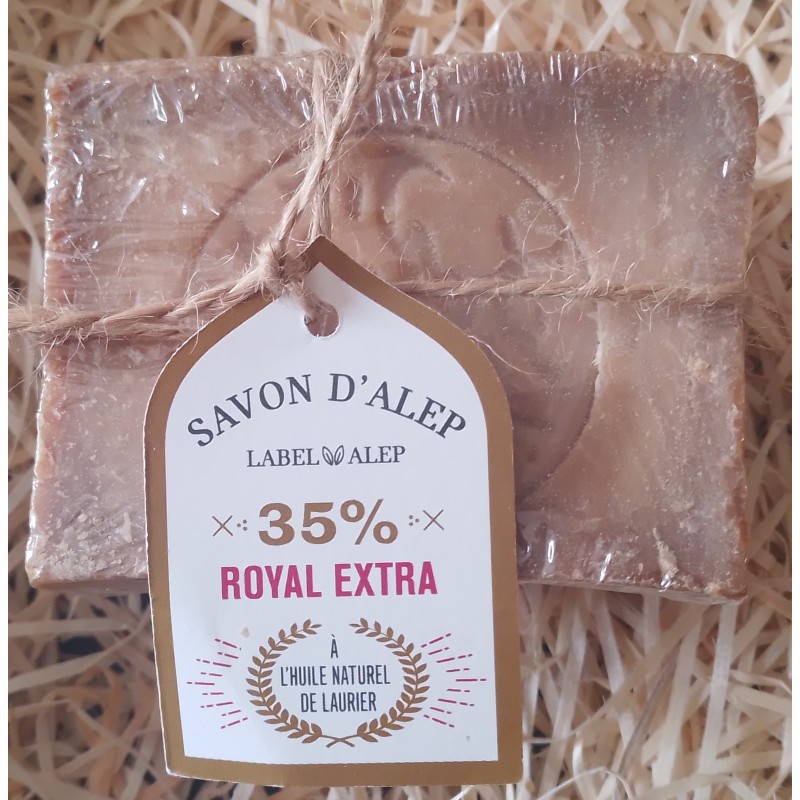 SAVON D'ALEP
LABEL ALEP
35%
ROYAL EXTRA
À
L'HUILE NATUREL
DE LAURIER